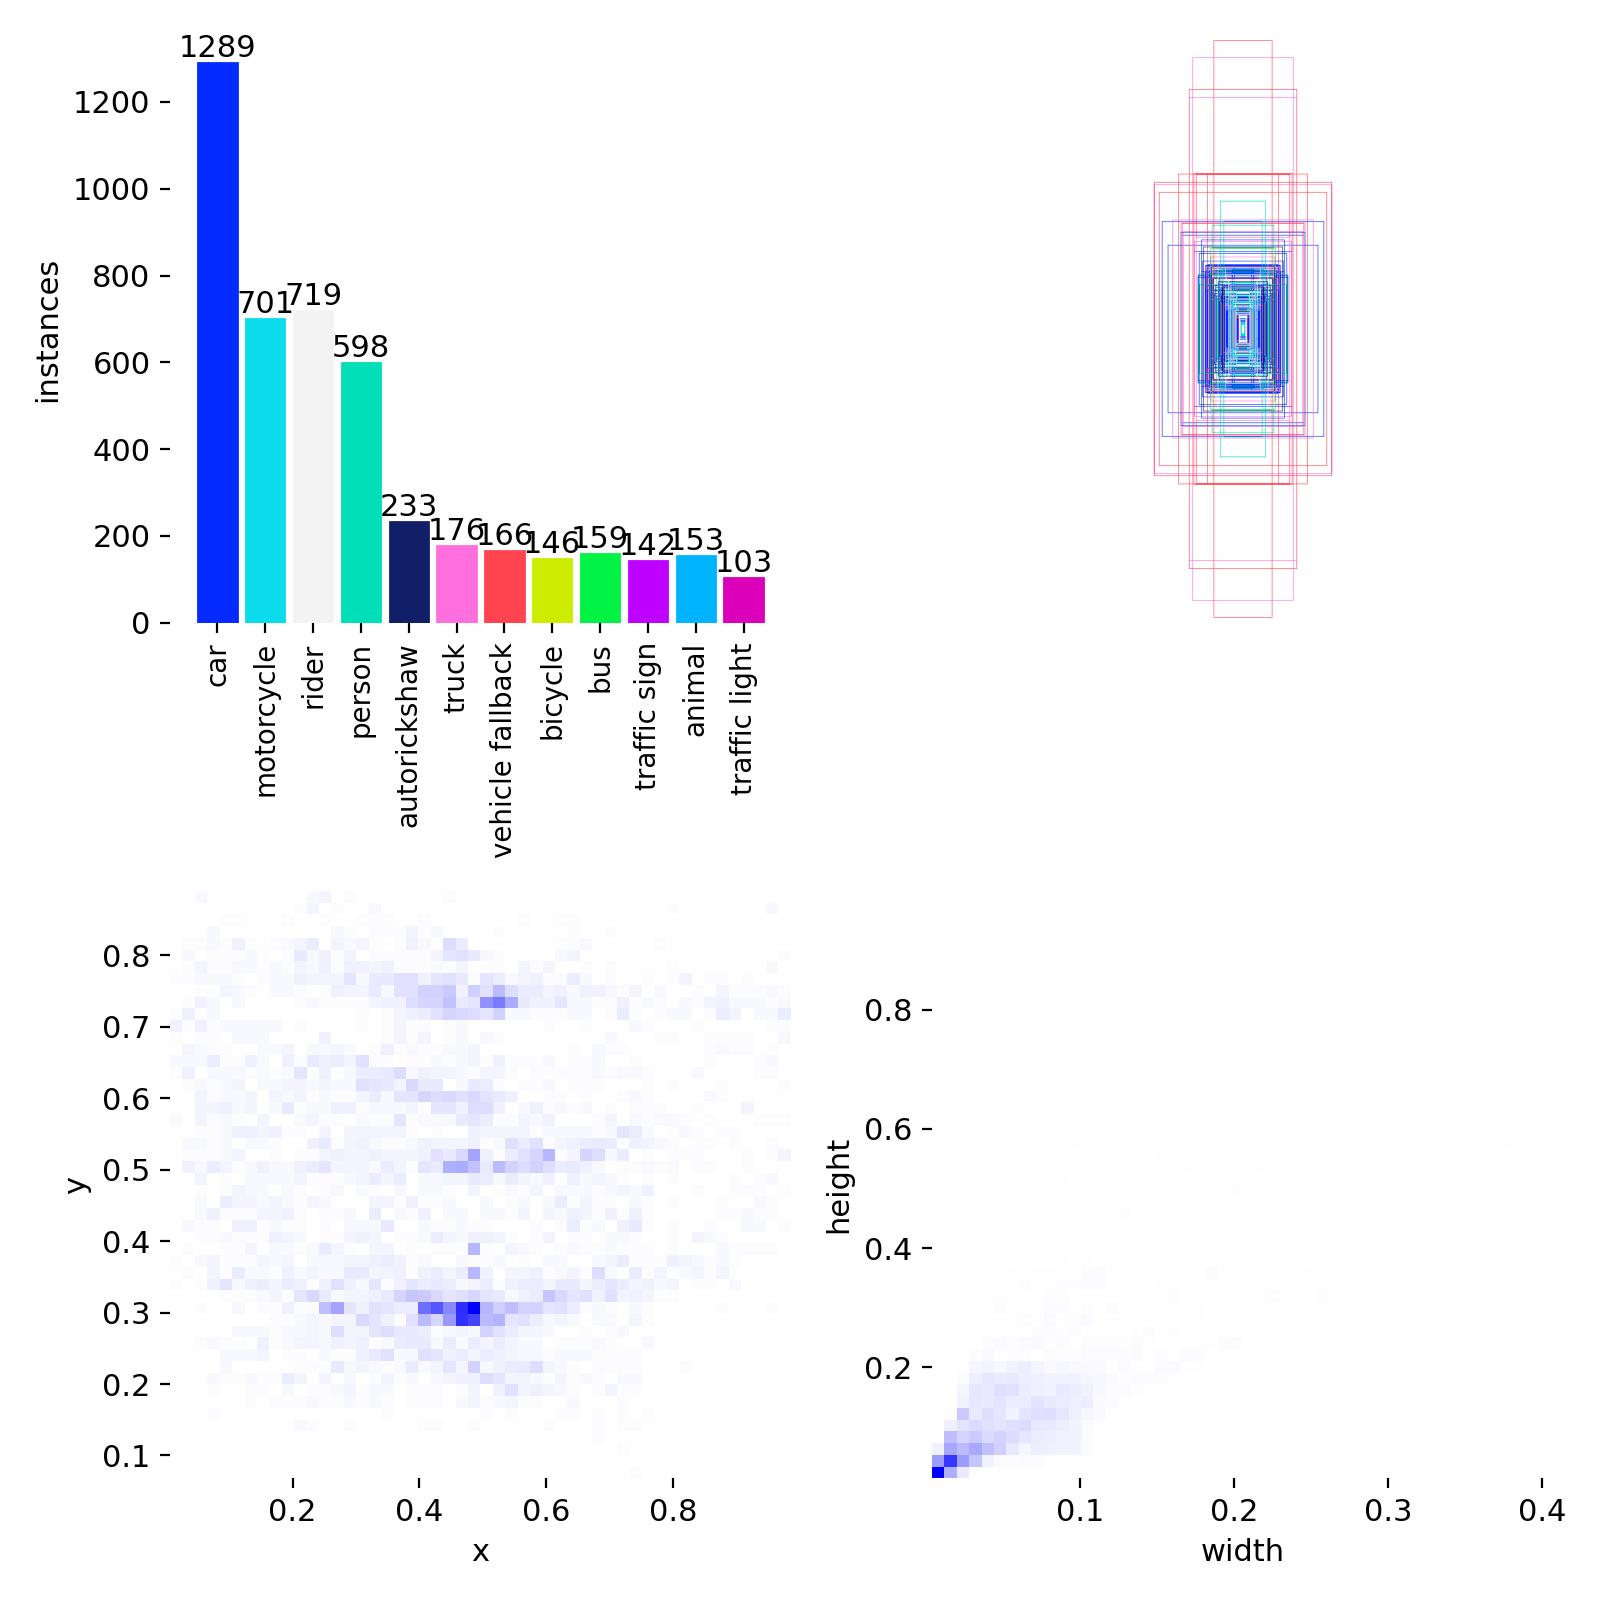 1289
701
719
598
233
176
166
146
159
142
153
103
1200
1000
800
600
400
200
0
instances
car
motorcycle
rider
person
autorickshaw
truck
vehicle fallback
bicycle
bus
traffic sign
animal
traffic light
0.8
0.7
0.6
0.5
0.4
0.3
0.2
0.1
y
0.2 0.4 0.6 0.8
x
0.8
0.6
0.4
0.2
height
0.1 0.2 0.3 0.4
width